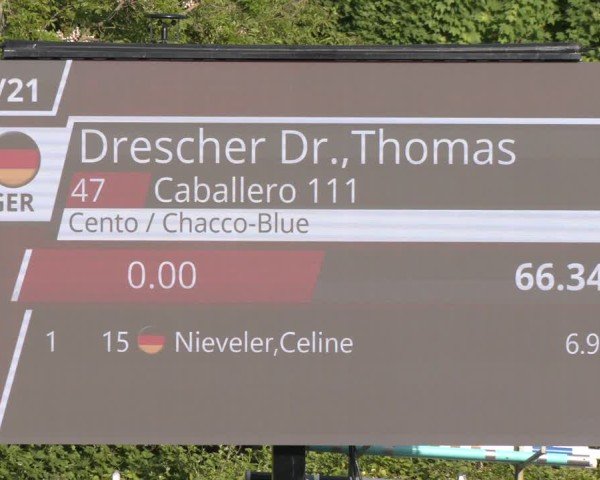 /21
Drescher Dr.,Thomas
GER
47 Caballero 111
Cento / Chacco-Blue
0.00 66.34
1 15 Nieveler,Celine 6.9